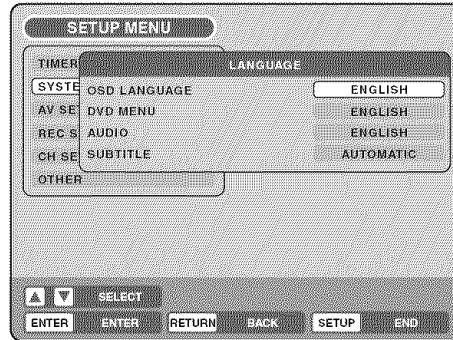 SETUP MENU
TIMER
LANGUAGE
SYSTE
OSD LANGUAGE ENGLISH
AV SE
DVD MENU ENGLISH
REC S
AUDIO ENGLISH
CH SE
SUBTITLE AUTOMATIC
OTHER
SELECT
ENTER ENTER RETURN BACK SETUP END